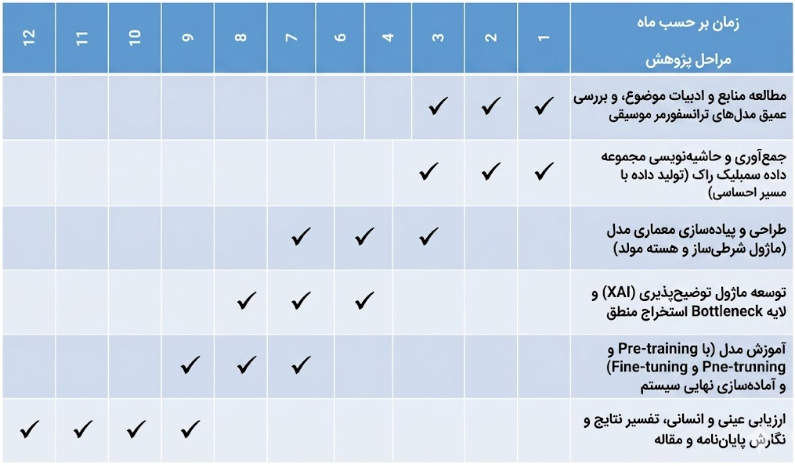 زمان بر حسب ماه
مراحل پژوهش
1 2 3 4 6 7 8 9 10 11 12
مطالعه منابع و ادبیات موضوع، و بررسی
عمیق مدل‌های ترانسفورمر موسیقی
✓ ✓ ✓
جمع‌آوری و حاشیه‌نویسی مجموعه
داده سمبلیک راک (تولید داده با
مسیر احساسی)
✓ ✓ ✓
طراحی و پیاده‌سازی معماری مدل
(ماژول شرطی‌ساز و هسته مولد)
✓ ✓ ✓
توسعه ماژول توضیح‌پذیری (XAI) و
لایه Bottleneck استخراج منطق
✓ ✓ ✓
آموزش مدل (با Pre-training و
Pne-trunning و Fine-tuning)
و آماده‌سازی نهایی سیستم
✓ ✓ ✓
ارزیابی عینی و انسانی، تفسیر نتایج و
نگارش پایان‌نامه و مقاله
✓ ✓ ✓ ✓